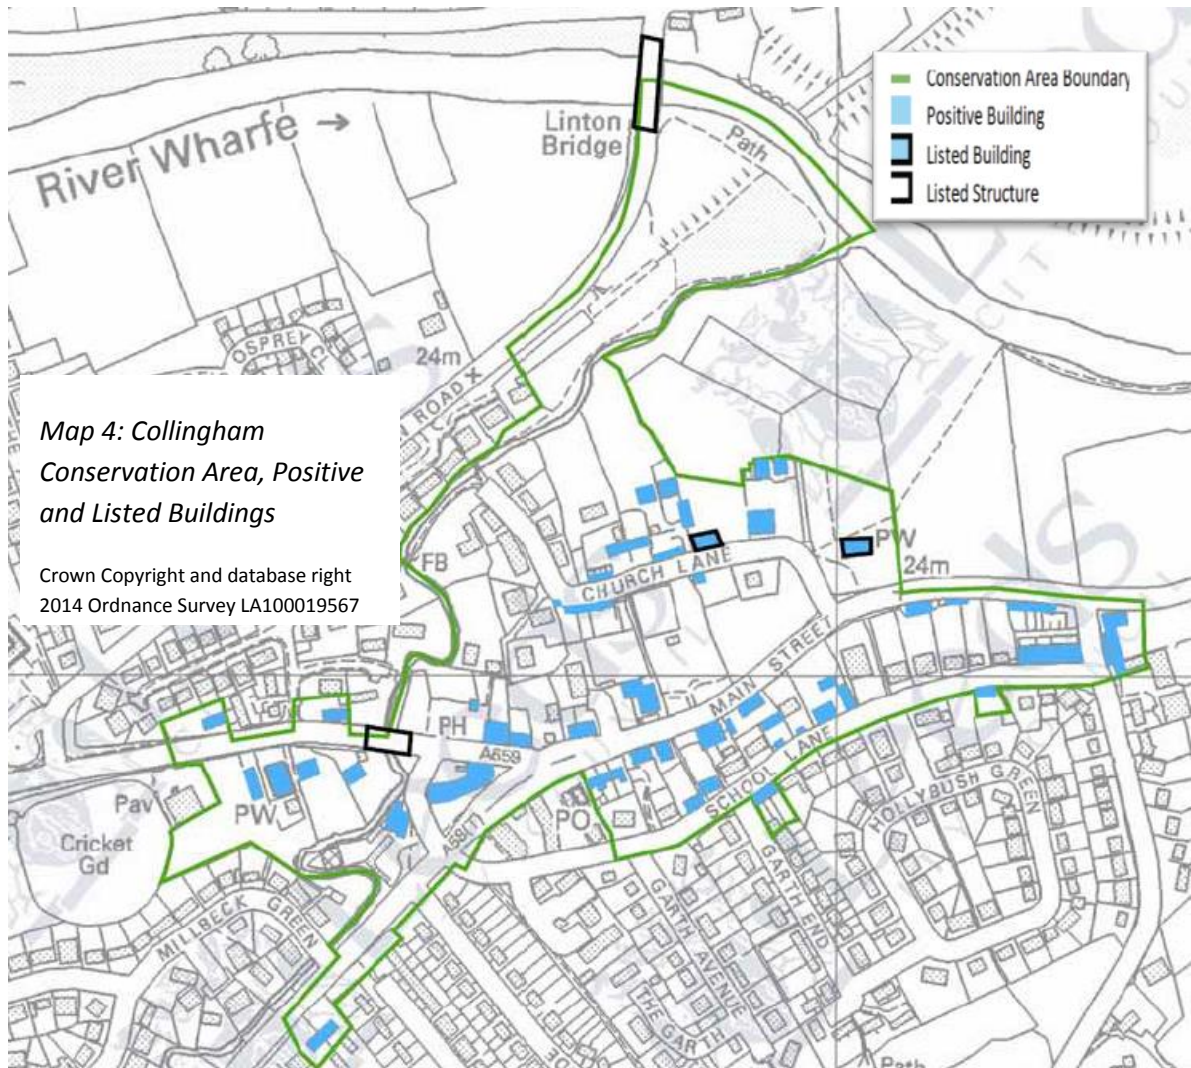 Conservation Area Boundary
Positive Building
Listed Building
Listed Structure
Linton
Bridge
Path
River Wharfe →
OSPREY
24m
ROAD
Map 4: Collingham
Conservation Area, Positive
and Listed Buildings
Crown Copyright and database right
2014 Ordnance Survey LA100019567
FB
CHURCH LANE
PW
24m
MAIN STREET
PH
A659
SCHOOL LANE
Pav
PW
PO
A58(T)
HOLLYBUSH GREEN
Cricket
Gd
MILLBECK GREEN
GARTH END
GARTH AVENUE
THE GARTH
Path